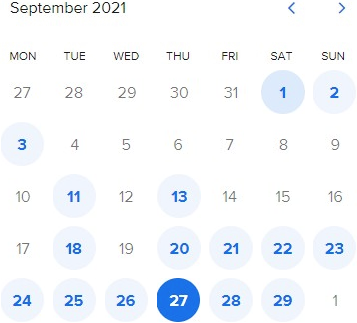 September 2021
MON TUE WED THU FRI SAT SUN
27 28 29 30 31 1 2
3 4 5 6 7 8 9
10 11 12 13 14 15 16
17 18 19 20 21 22 23
24 25 26 27 28 29 1